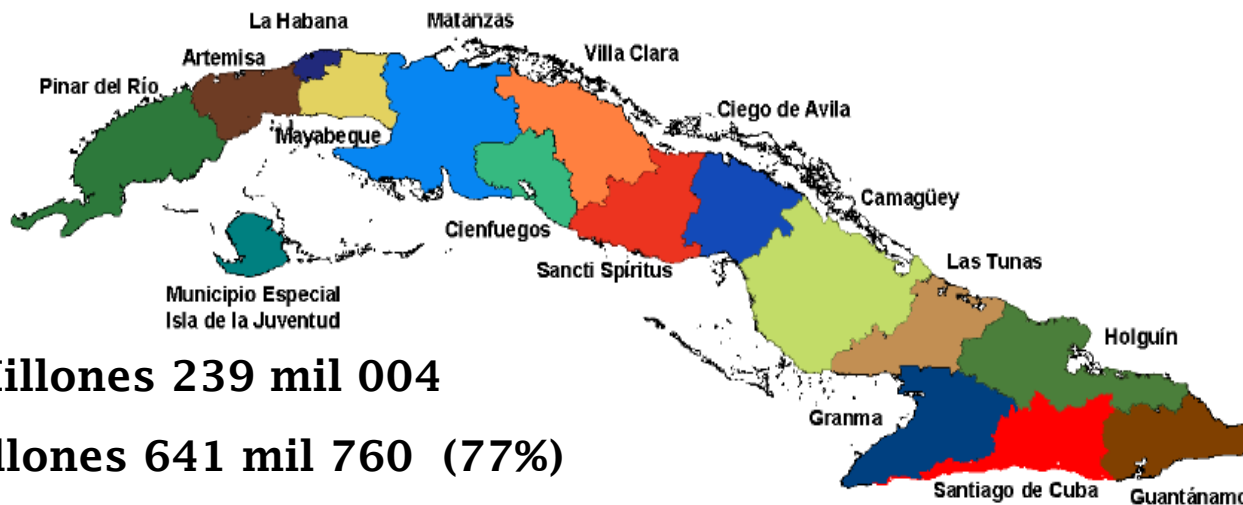 La Habana
Matanzas
Artemisa
Villa Clara
Pinar del Río
Ciego de Avila
Mayabeque
Camagüey
Cienfuegos
Las Tunas
Sancti Spíritus
Municipio Especial
Isla de la Juventud
Holguín
illones 239 mil 004
Granma
llones 641 mil 760 (77%)
Santiago de Cuba
Guantánamo